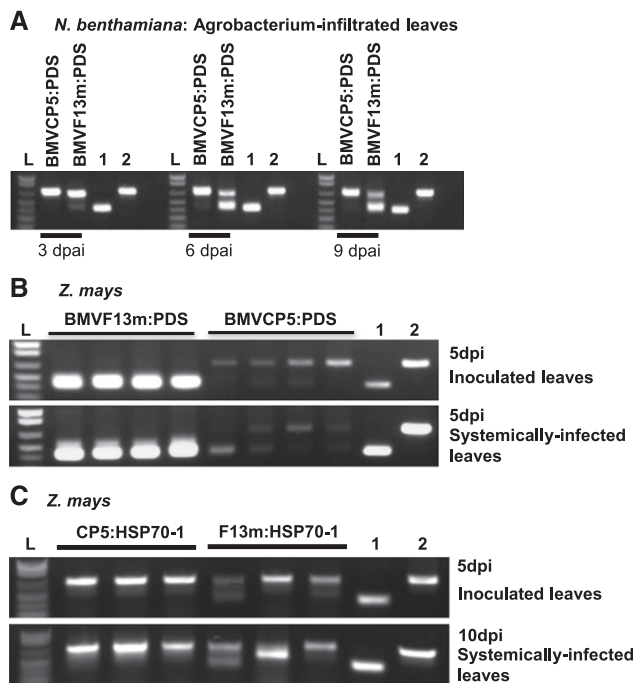 A N. benthamiana: Agrobacterium-infiltrated leaves
L BMVCP5:PDS BMVF13m:PDS 1 2 L BMVCP5:PDS BMVF13m:PDS 1 2 L BMVCP5:PDS BMVF13m:PDS 1 2
3 dpai 6 dpai 9 dpai
B Z. mays
L BMVF13m:PDS BMVCP5:PDS 1 2
5dpi
Inoculated leaves
5dpi
Systemically-infected
leaves
C Z. mays
L CP5:HSP70-1 F13m:HSP70-1 1 2
5dpi
Inoculated leaves
10dpi
Systemically-infected
leaves